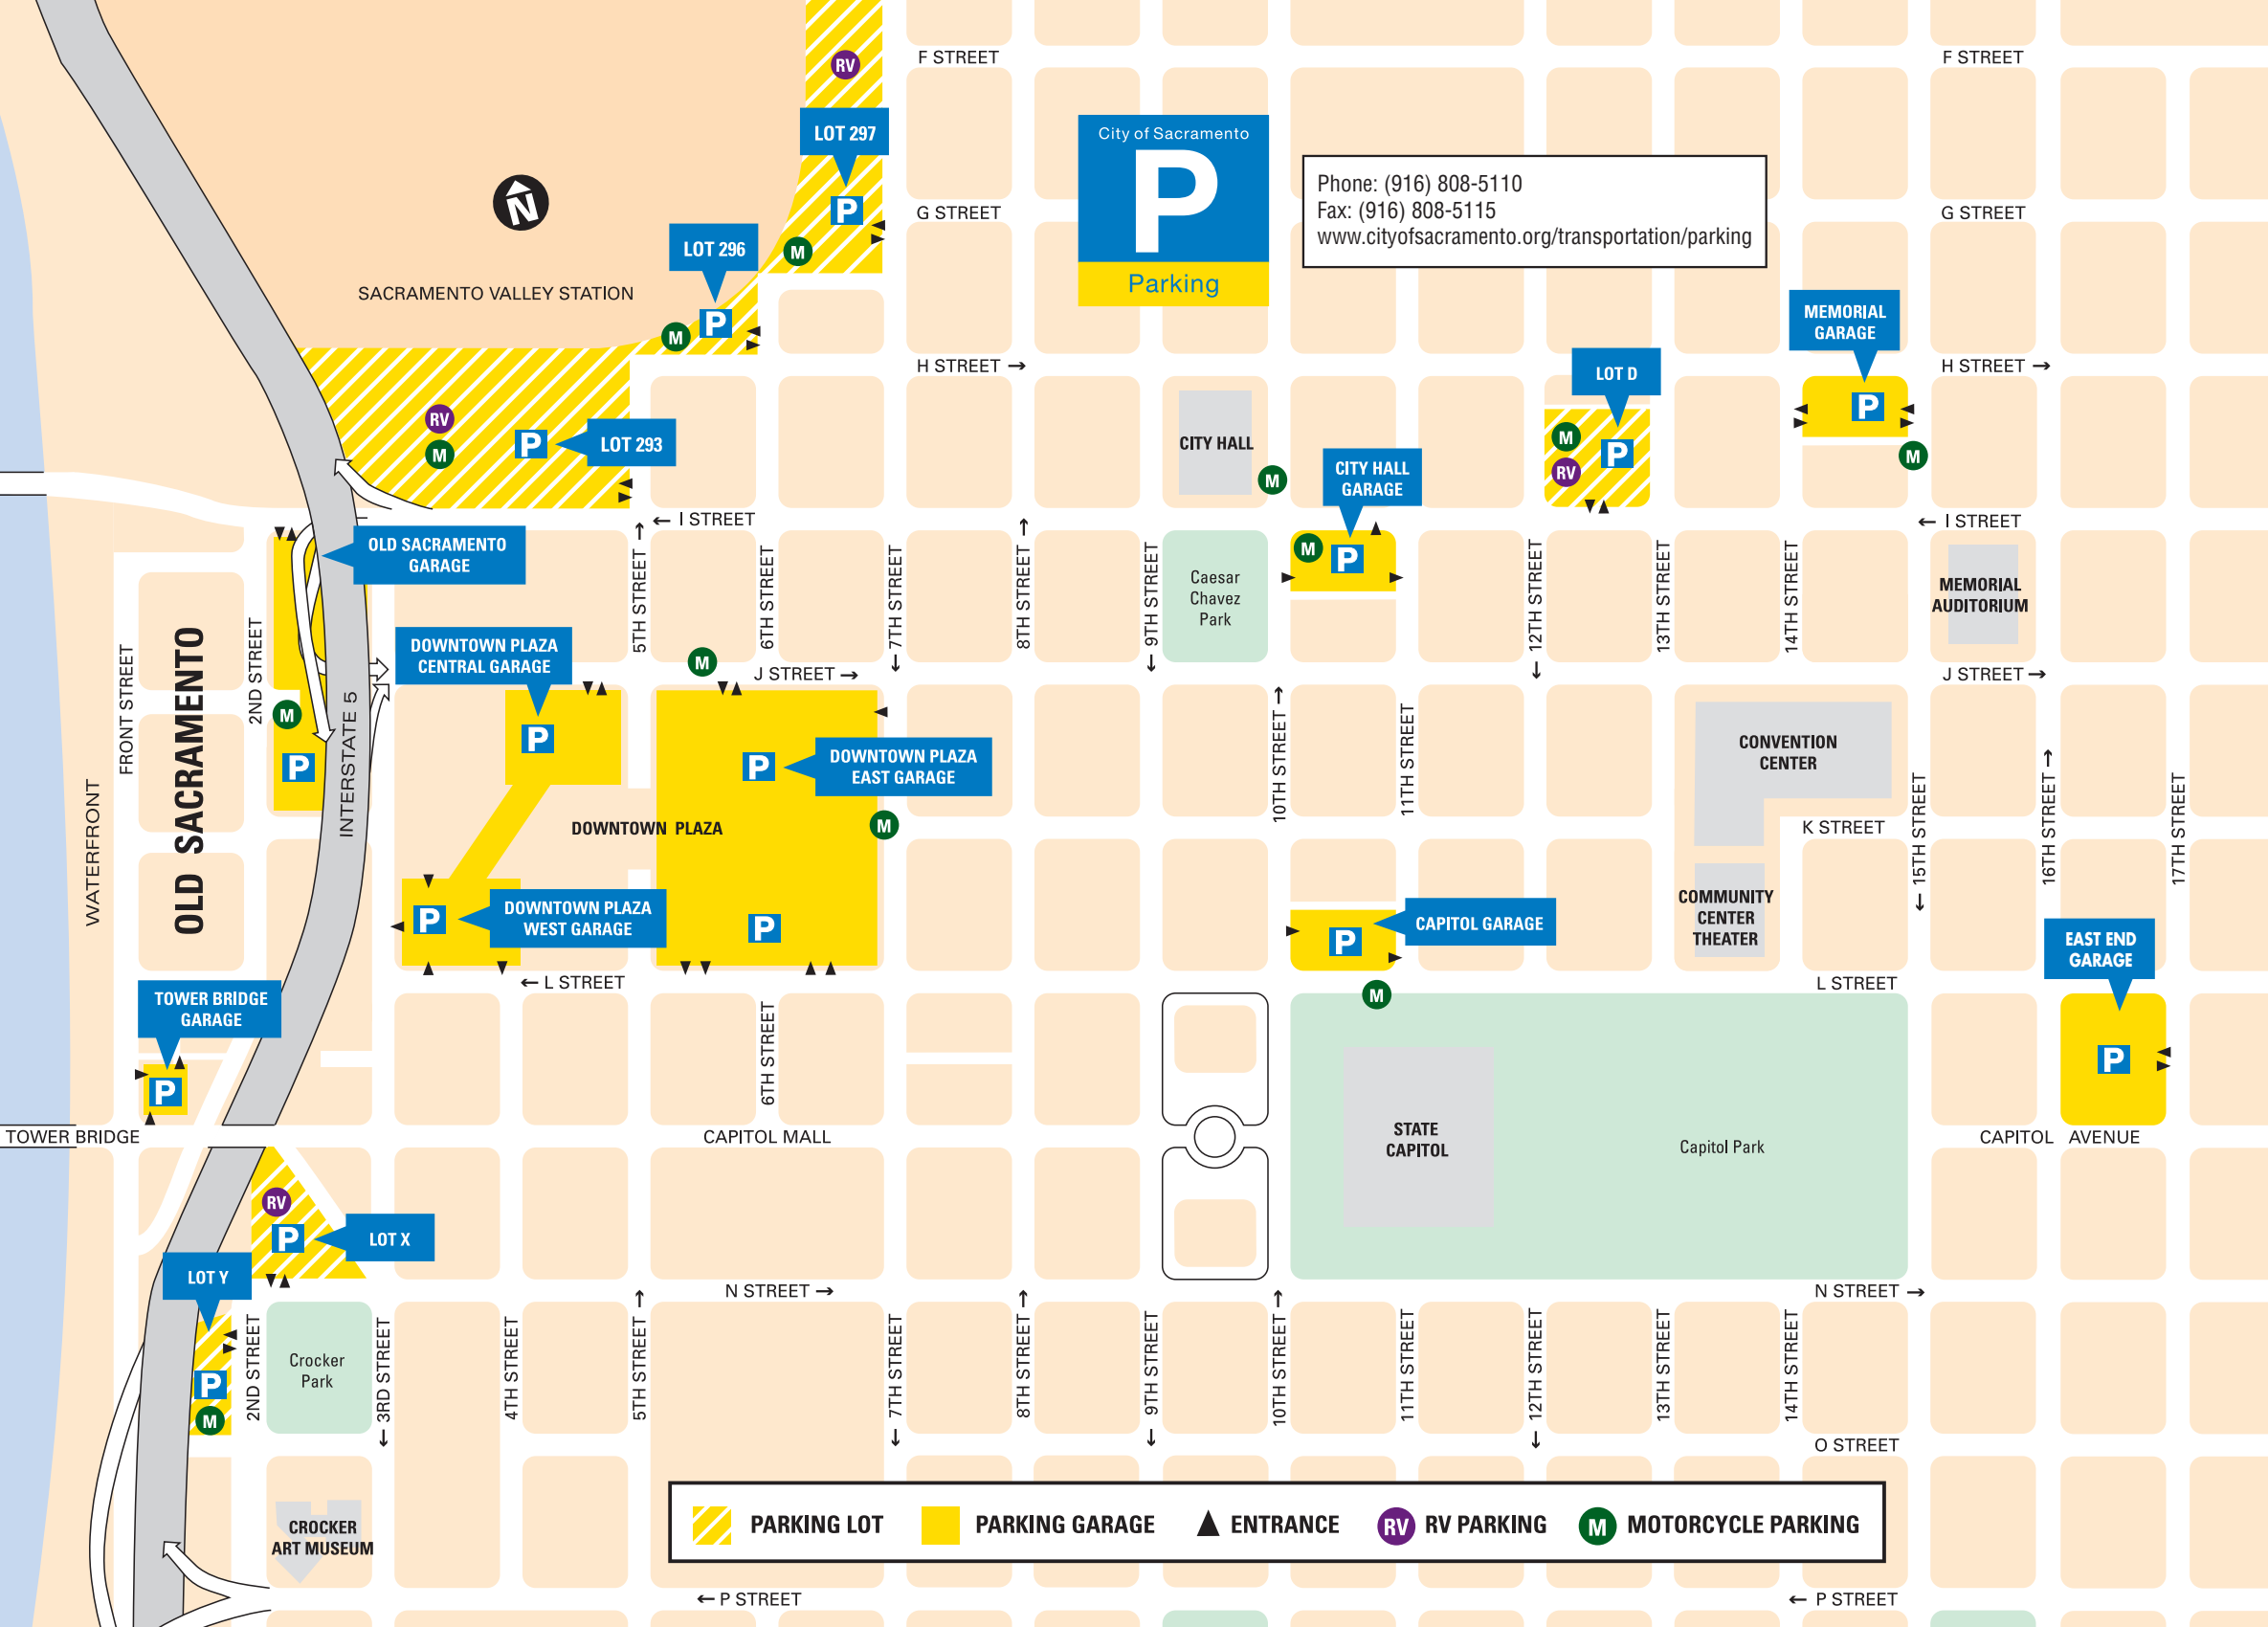 RV
F STREET
F STREET
LOT 297
City of Sacramento
P
Parking
Phone: (916) 808-5110
Fax: (916) 808-5115
www.cityofsacramento.org/transportation/parking
N
P
G STREET
G STREET
LOT 296
M
SACRAMENTO VALLEY STATION
P
M
MEMORIAL
GARAGE
H STREET →
H STREET →
LOT D
P
RV
M
P
LOT 293
CITY HALL
M
CITY HALL
GARAGE
M
RV
P
M
← I STREET
← I STREET
OLD SACRAMENTO
GARAGE
M
P
Caesar
Chavez
Park
MEMORIAL
AUDITORIUM
5TH STREET →
6TH STREET
← 7TH STREET
8TH STREET →
← 9TH STREET
← 12TH STREET
13TH STREET
14TH STREET
DOWNTOWN PLAZA
CENTRAL GARAGE
M
J STREET →
J STREET →
WATERFRONT
FRONT STREET
OLD SACRAMENTO
2ND STREET
M
P
INTERSTATE 5
P
P
DOWNTOWN PLAZA
EAST GARAGE
10TH STREET →
11TH STREET
CONVENTION
CENTER
DOWNTOWN PLAZA
M
K STREET
← 15TH STREET
16TH STREET →
17TH STREET
P
DOWNTOWN PLAZA
WEST GARAGE
P
P
CAPITOL GARAGE
COMMUNITY
CENTER
THEATER
EAST END
GARAGE
← L STREET
L STREET
M
TOWER BRIDGE
GARAGE
P
6TH STREET
P
TOWER BRIDGE
CAPITOL MALL
STATE
CAPITOL
Capitol Park
CAPITOL AVENUE
RV
P
LOT X
LOT Y
N STREET →
N STREET →
P
M
2ND STREET
Crocker
Park
← 3RD STREET
4TH STREET
5TH STREET →
← 7TH STREET
8TH STREET →
← 9TH STREET
10TH STREET →
11TH STREET
← 12TH STREET
13TH STREET
14TH STREET
O STREET
CROCKER
ART MUSEUM
PARKING LOT
PARKING GARAGE
ENTRANCE
RV RV PARKING
M MOTORCYCLE PARKING
← P STREET
← P STREET